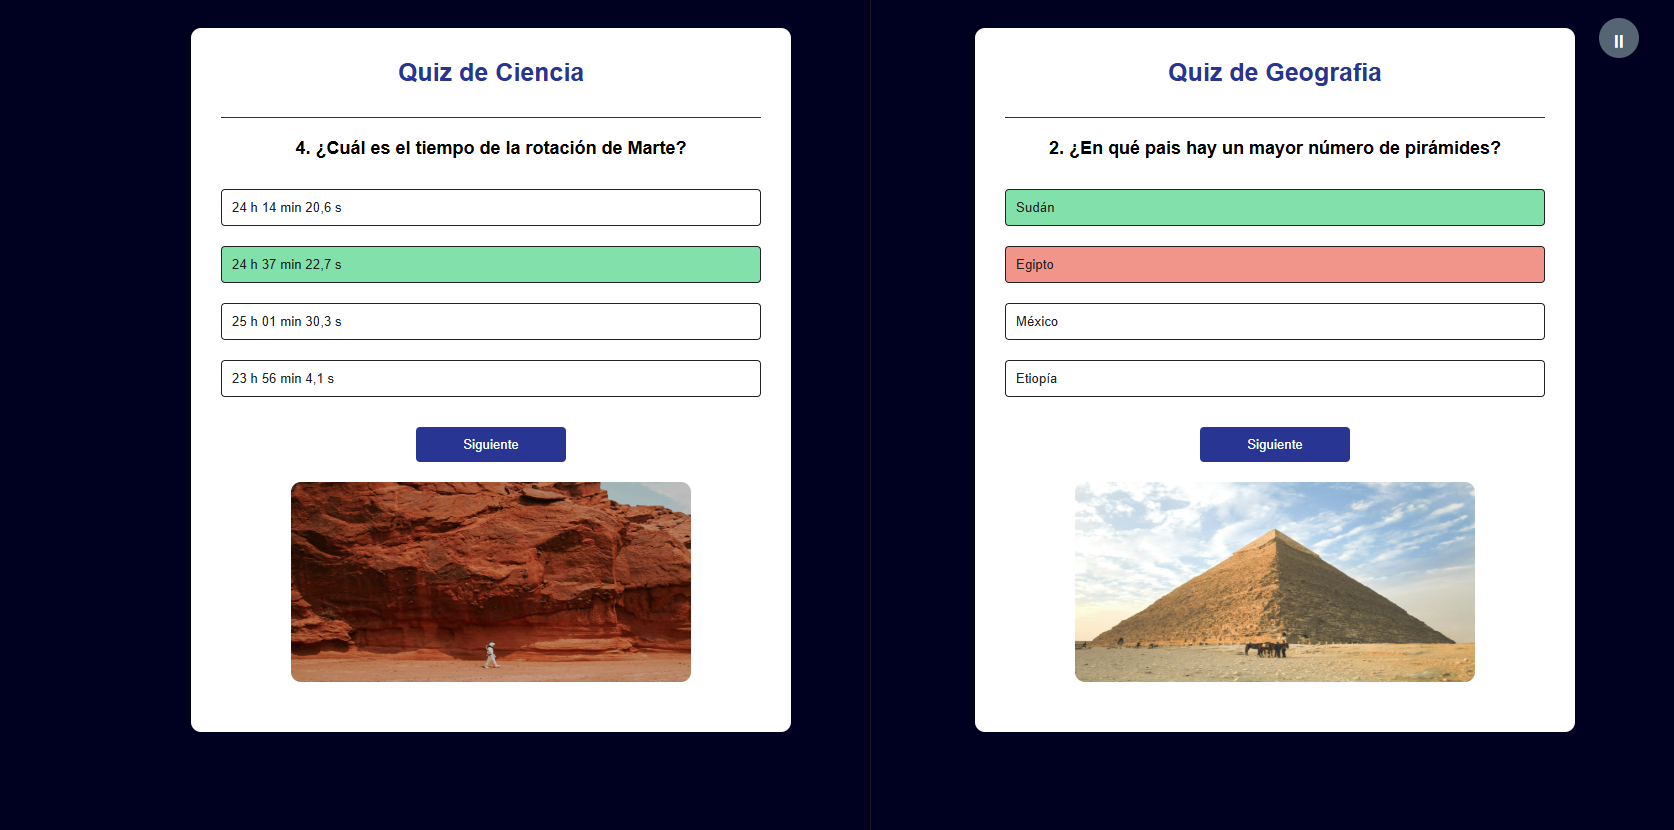 Quiz de Ciencia
4. ¿Cuál es el tiempo de la rotación de Marte?
24 h 14 min 20,6 s
24 h 37 min 22,7 s
25 h 01 min 30,3 s
23 h 56 min 4,1 s
Siguiente
Quiz de Geografia
2. ¿En qué pais hay un mayor número de pirámides?
Sudán
Egipto
México
Etiopía
Siguiente